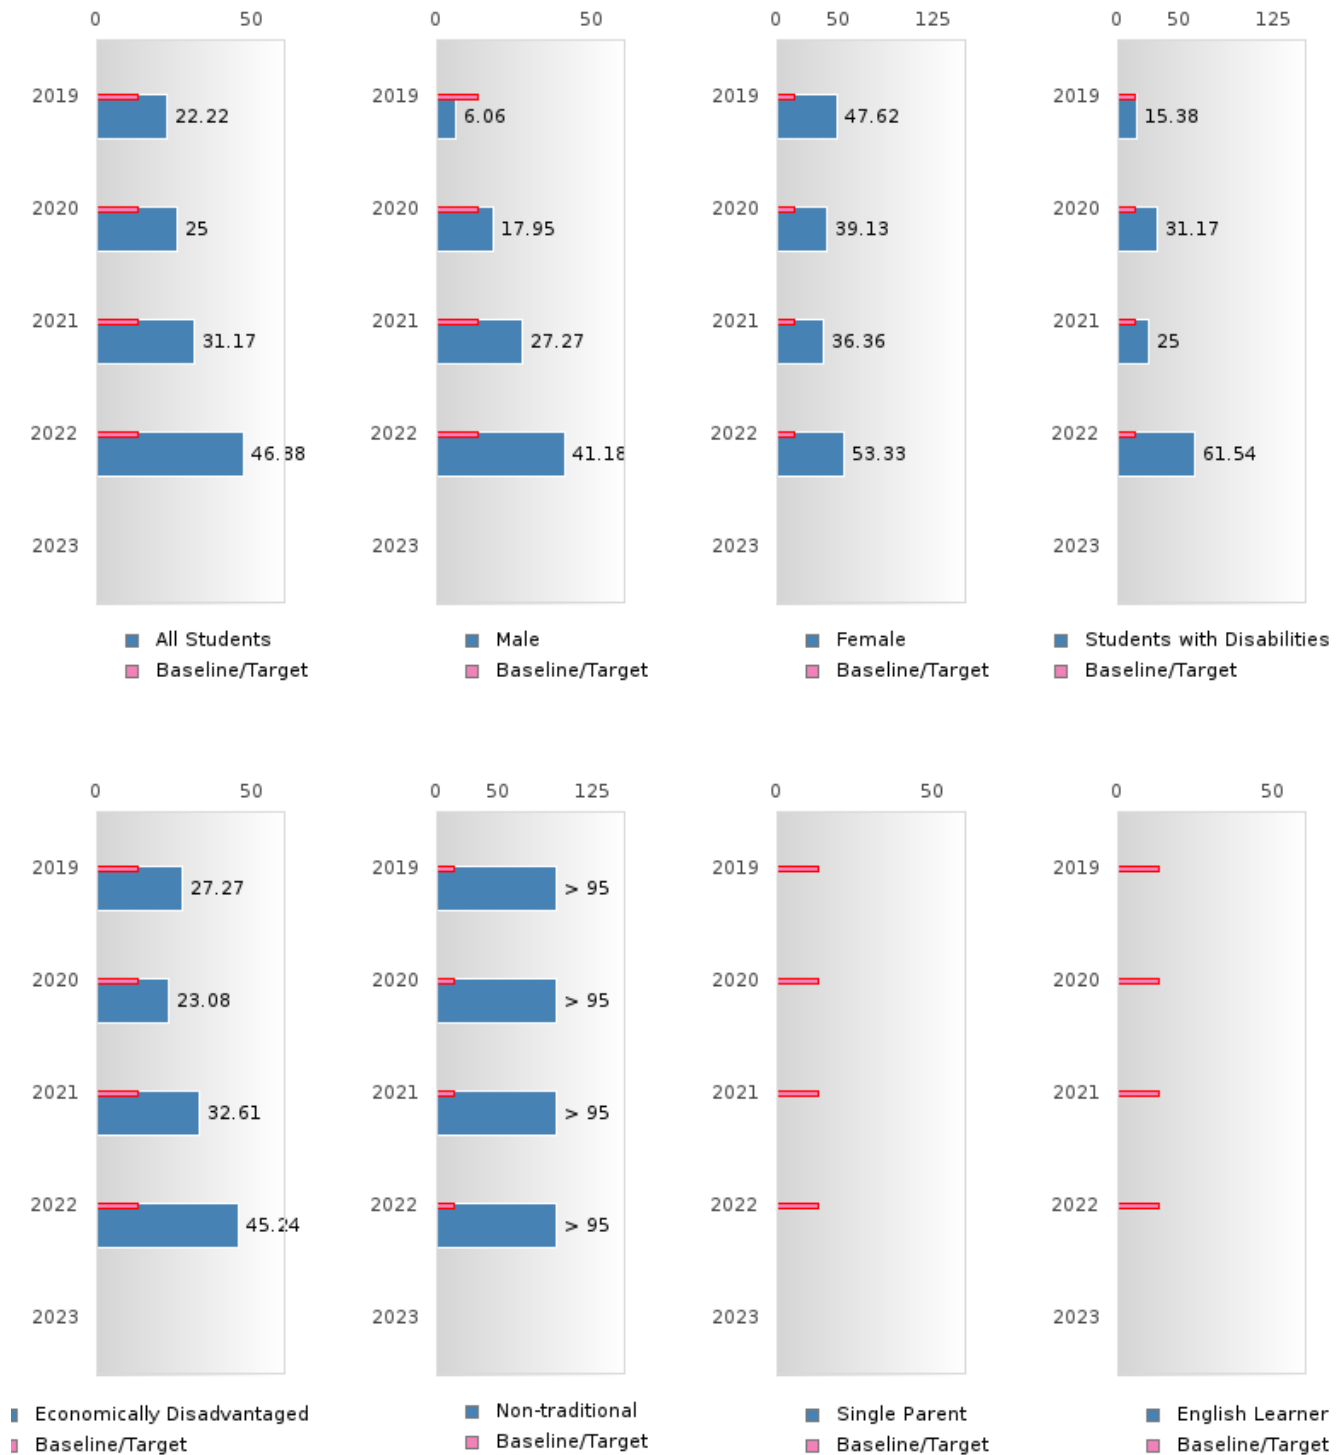 0 50
2019 22.22
2020 25
2021 31.17
2022 46.88
2023
All Students
Baseline/Target
0 50
2019 6.06
2020 17.95
2021 27.27
2022 41.18
2023
Male
Baseline/Target
0 50 125
2019 47.62
2020 39.13
2021 36.36
2022 53.33
2023
Female
Baseline/Target
0 50 125
2019 15.38
2020 31.17
2021 25
2022 61.54
2023
Students with Disabilities
Baseline/Target
0 50
2019 27.27
2020 23.08
2021 32.61
2022 45.24
2023
Economically Disadvantaged
Baseline/Target
0 50 125
2019 > 95
2020 > 95
2021 > 95
2022 > 95
2023
Non-traditional
Baseline/Target
0 50
2019
2020
2021
2022
2023
Single Parent
Baseline/Target
0 50
2019
2020
2021
2022
2023
English Learner
Baseline/Target